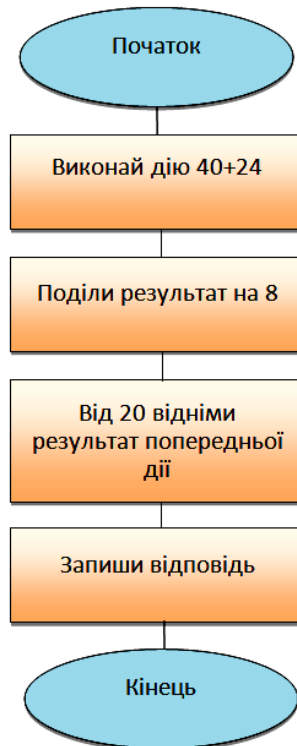 Початок
Виконай дію 40+24
Поділи результат на 8
Від 20 відніми
результат попередньої
дії
Запиши відповідь
Кінець